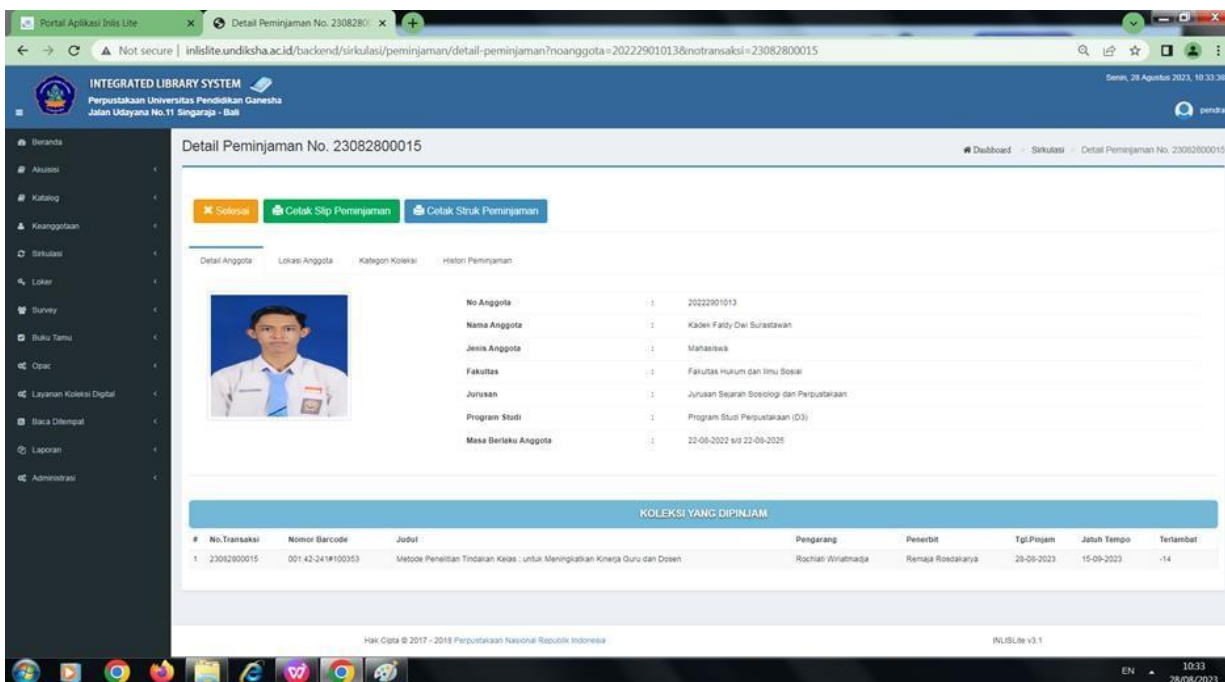 Portal Aplikasi Inlis Lite
Detail Peminjaman No. 2308280
Not secure | inlislite.undiksha.ac.id/backend/sirkulasi/peminjaman/detail-peminjaman?noanggota=20222901013&notransaksi=23082800015
INTEGRATED LIBRARY SYSTEM
Perpustakaan Universitas Pendidikan Ganesha
Jalan Udayana No.11 Singaraja - Bali
Senin, 28 Agustus 2023, 10:33:38
pendra
Beranda
Akuisisi
Katalog
Keanggotaan
Sirkulasi
Loker
Survey
Buku Tamu
Opac
Layanan Koleksi Digital
Baca Ditempat
Laporan
Administrasi
Detail Peminjaman No. 23082800015
Dashboard Sirkulasi Detail Peminjaman No. 23082800015
Selesai Cetak Slip Peminjaman Cetak Struk Peminjaman
Detail Anggota Lokasi Anggota Kategori Koleksi Histori Peminjaman
No Anggota : 20222901013
Nama Anggota : Kadek Faldy Dwi Surastawan
Jenis Anggota : Mahasiswa
Fakultas : Fakultas Hukum dan Ilmu Sosial
Jurusan : Jurusan Sejarah Sosiologi dan Perpustakaan
Program Studi : Program Studi Perpustakaan (D3)
Masa Berlaku Anggota : 22-08-2022 s/d 22-08-2025
KOLEKSI YANG DIPINJAM
# No.Transaksi Nomor Barcode Judul Pengarang Penerbit Tgl.Pinjam Jatuh Tempo Terlambat
1 23082800015 001.42-241#100353 Metode Penelitian Tindakan Kelas : untuk Meningkatkan Kinerja Guru dan Dosen Rochiati Wiriatmadja Remaja Rosdakarya 28-08-2023 15-09-2023 -14
Hak Cipta © 2017 - 2018 Perpustakaan Nasional Republik Indonesia
INLISLite v3.1
EN
10:33
28/08/2023